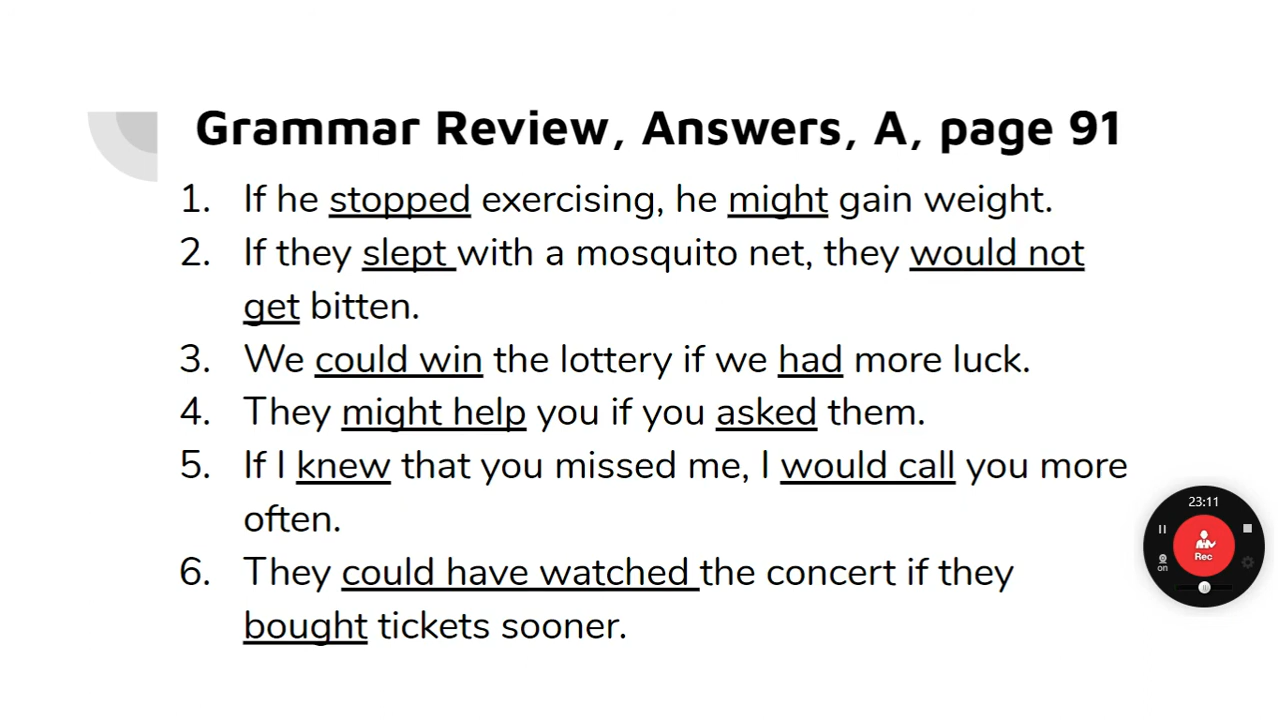 Grammar Review, Answers, A, page 91
1. If he stopped exercising, he might gain weight.
2. If they slept with a mosquito net, they would not
get bitten.
3. We could win the lottery if we had more luck.
4. They might help you if you asked them.
5. If I knew that you missed me, I would call you more
often.
6. They could have watched the concert if they
bought tickets sooner.
23:11
Rec
on